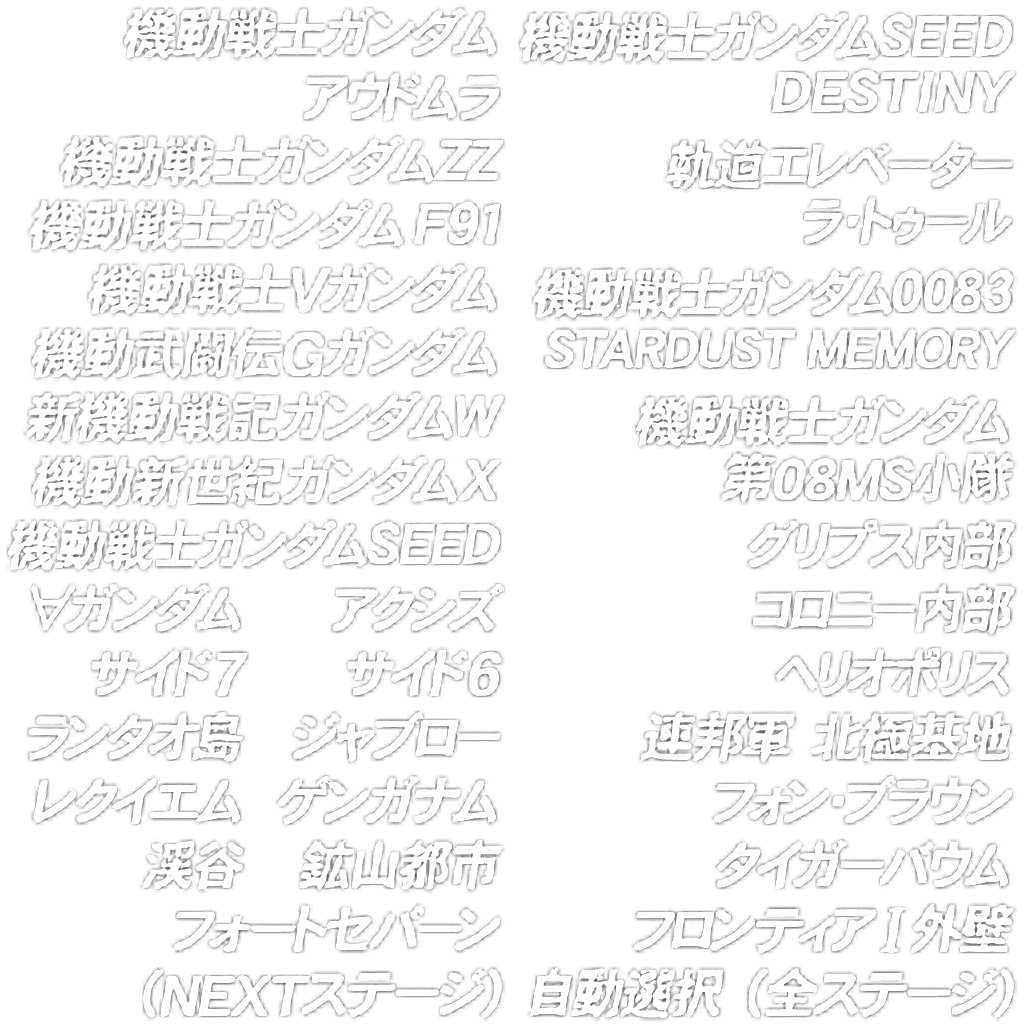 機動戦士ガンダム
アウドムラ
機動戦士ガンダムZZ
機動戦士ガンダム F91
機動戦士Vガンダム
機動武闘伝Gガンダム
新機動戦記ガンダムW
機動新世紀ガンダムX
機動戦士ガンダムSEED
∀ガンダム アクシズ
サイド7 サイド6
ランタオ島 ジャブロー
レクイエム ゲンガナム
渓谷 鉱山都市
フォートセバーン
（NEXTステージ）
機動戦士ガンダムSEED
DESTINY
軌道エレベーター
ラ・トゥール
機動戦士ガンダム0083
STARDUST MEMORY
機動戦士ガンダム
第08MS小隊
グリプス内部
コロニー内部
ヘリオポリス
連邦軍 北極基地
フォン・ブラウン
タイガーバウム
フロンティアⅠ外壁
自動選択（全ステージ）